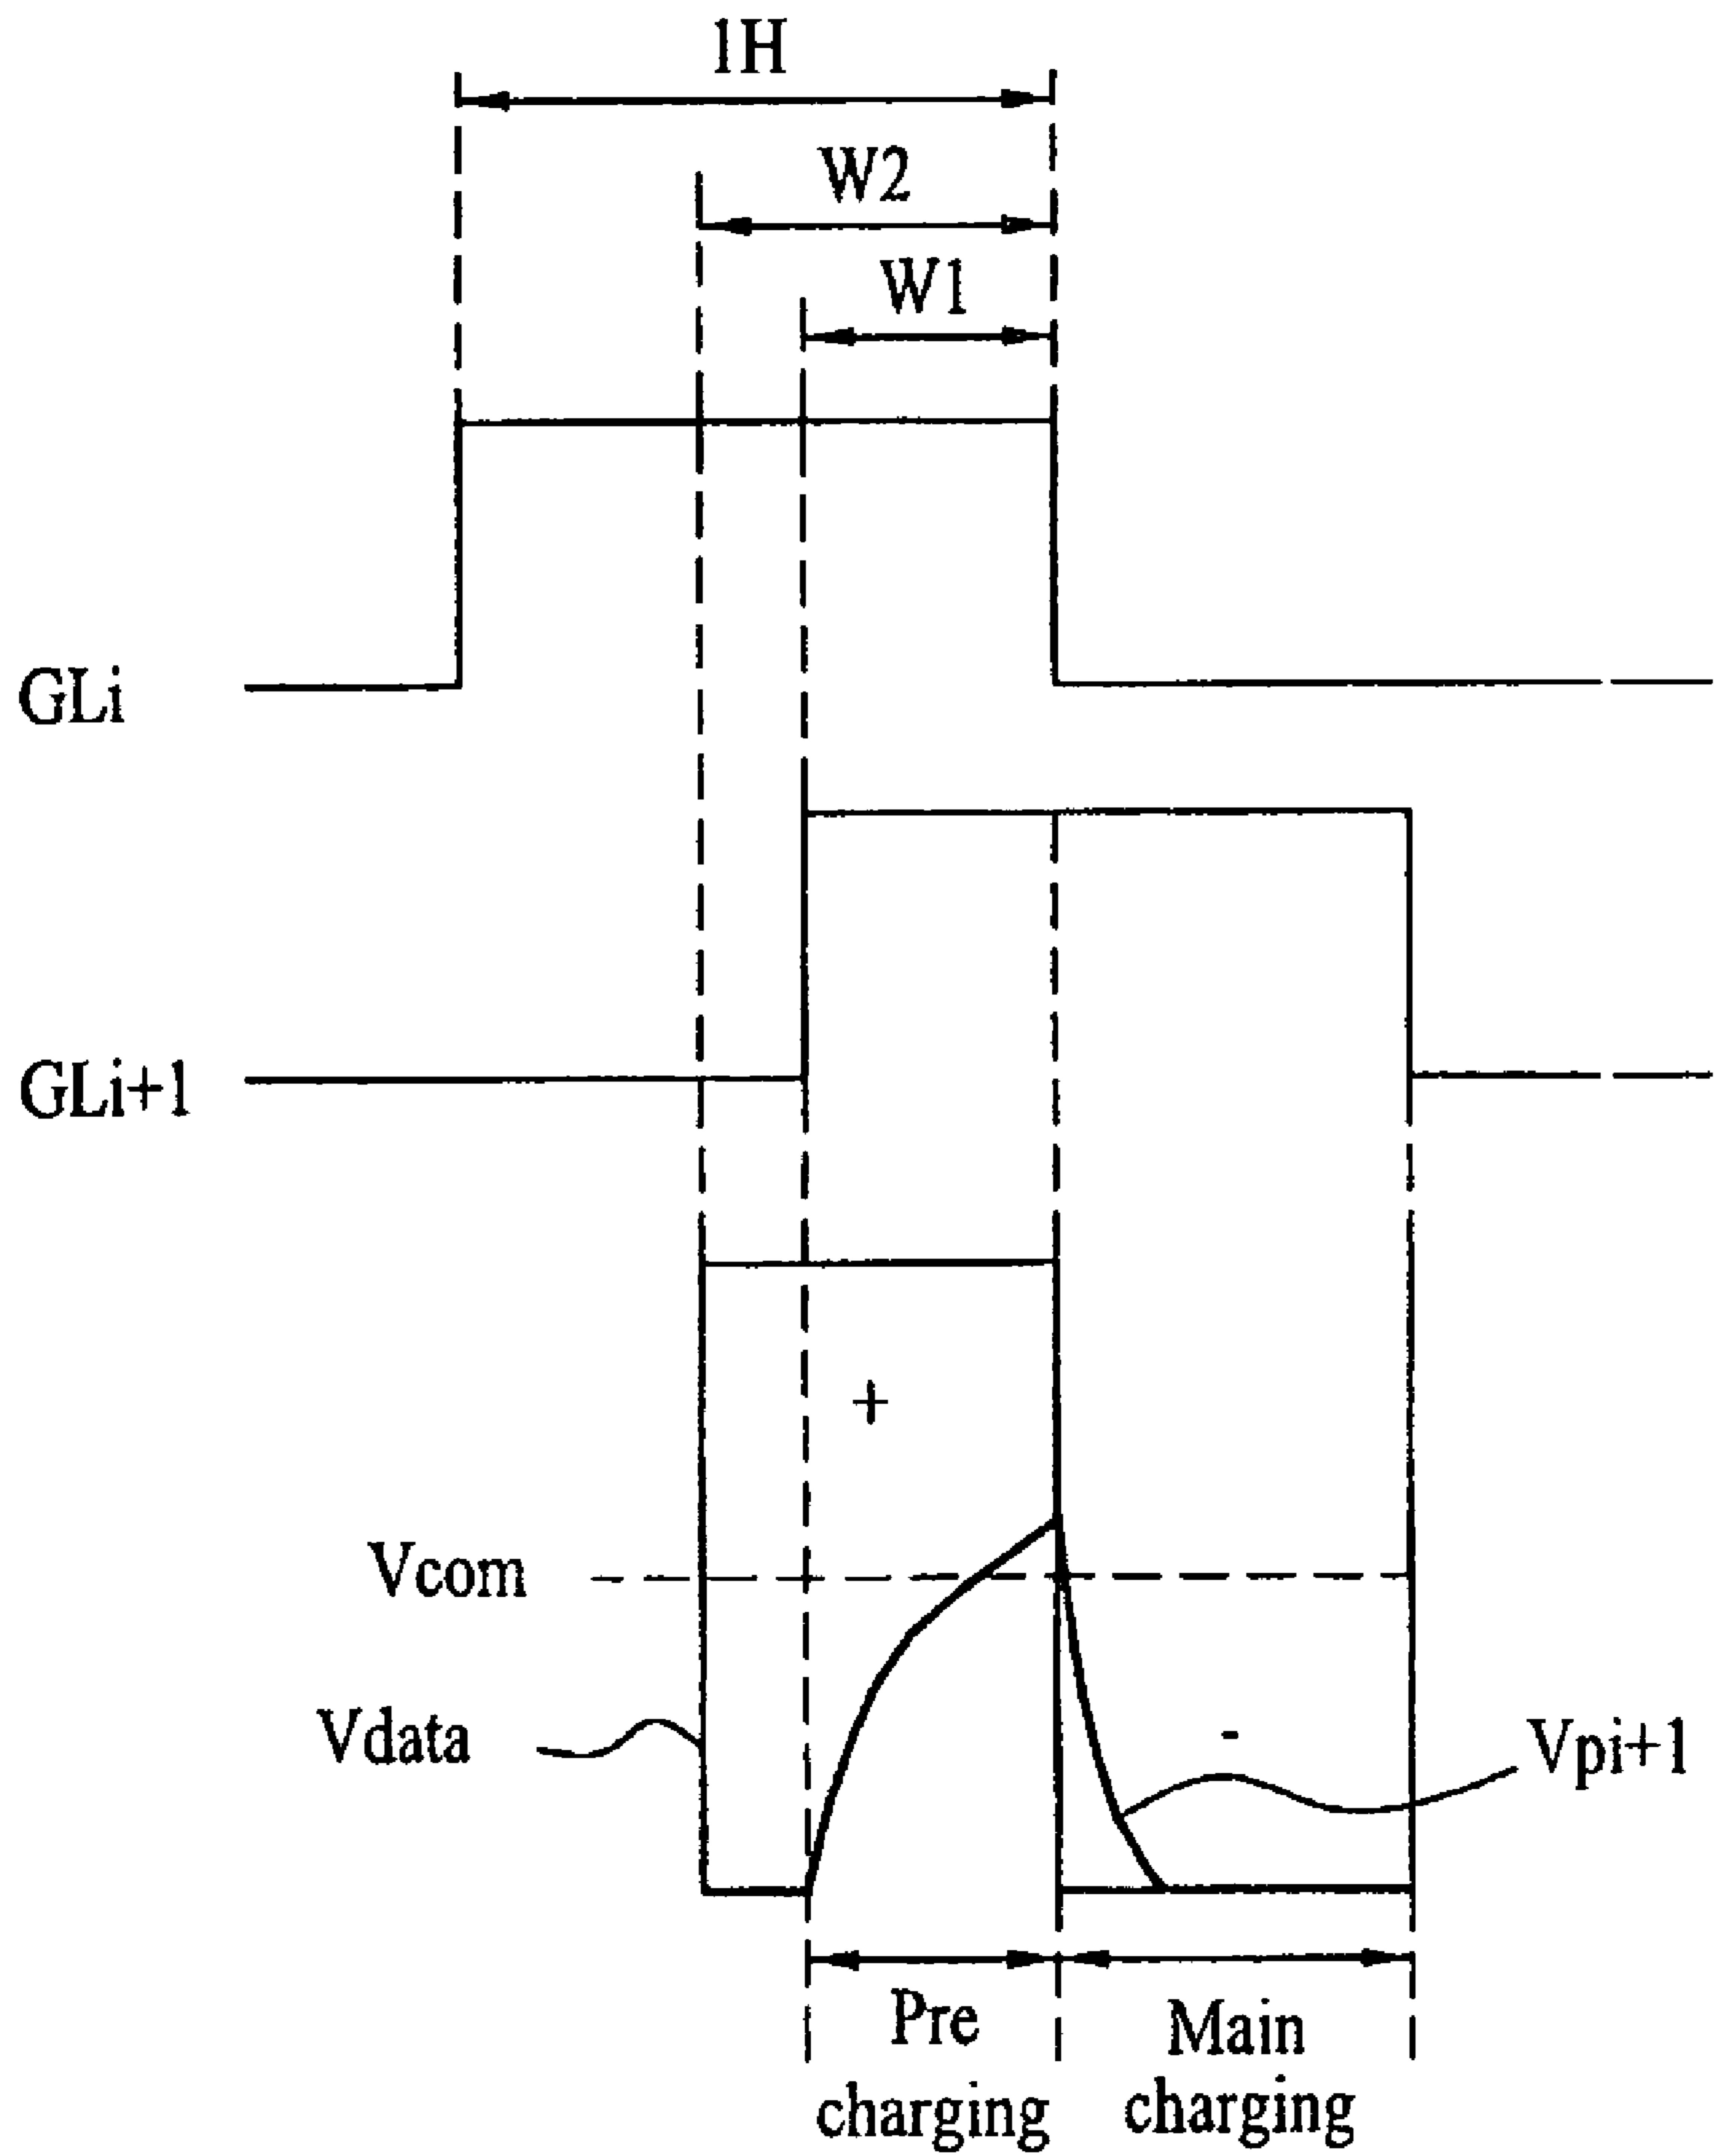 1H
W2
W1
GLi
GLi+1
+
Vcom
Vdata
-
Vpi+1
Pre
charging
Main
charging